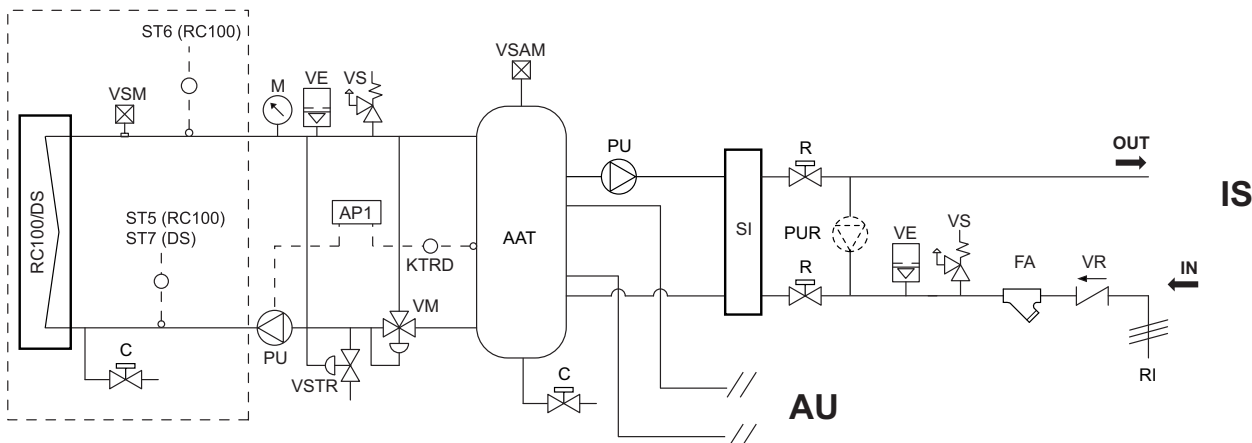 ST6 (RC100)
VSAM
VSM
M
VE
VS
PU
R
OUT
IS
RC100/DS
ST5 (RC100)
ST7 (DS)
AP1
KTRD
AAT
SI
PUR
VE
VS
R
FA
VR
IN
VM
C
PU
VSTR
C
RI
AU